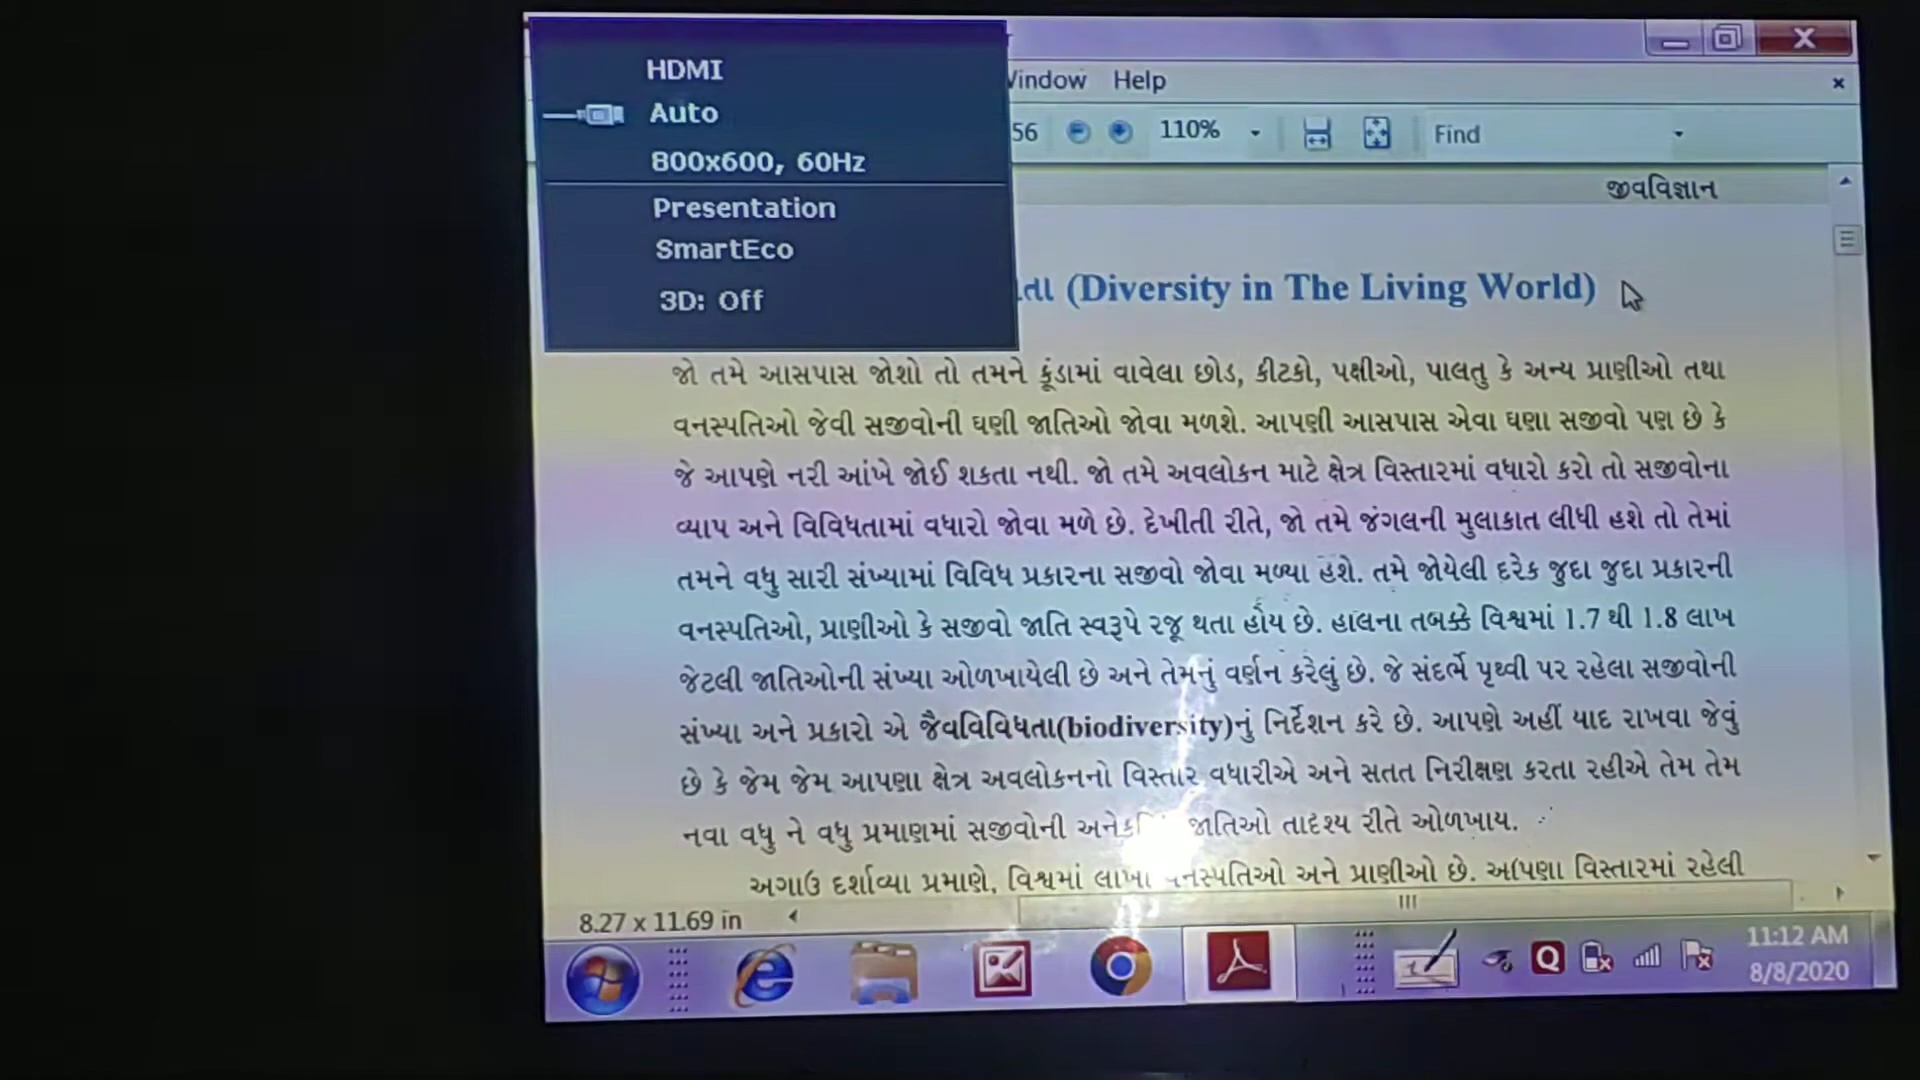 HDMI
Auto
800x600, 60Hz
Presentation
SmartEco
3D: Off
Window Help
56 110% Find
જીવવિજ્ઞાન
(Diversity in The Living World)
જો તમે આસપાસ જોશો તો તમને કૂંડામાં વાવેલા છોડ, કીટકો, પક્ષીઓ, પાલતુ કે અન્ય પ્રાણીઓ તથા
વનસ્પતિઓ જેવી સજીવોની ઘણી જાતિઓ જોવા મળશે. આપણી આસપાસ એવા ઘણા સજીવો પણ છે કે
જે આપણે નરી આંખે જોઈ શકતા નથી. જો તમે અવલોકન માટે ક્ષેત્ર વિસ્તારમાં વધારો કરો તો સજીવોના
વ્યાપ અને વિવિધતામાં વધારો જોવા મળે છે. દેખીતી રીતે, જો તમે જંગલની મુલાકાત લીધી હશે તો તેમાં
તમને વધુ સારી સંખ્યામાં વિવિધ પ્રકારના સજીવો જોવા મળ્યા હશે. તમે જોયેલી દરેક જુદા જુદા પ્રકારની
વનસ્પતિઓ, પ્રાણીઓ કે સજીવો જાતિ સ્વરૂપે રજૂ થતા હોય છે. હાલના તબક્કે વિશ્વમાં 1.7 થી 1.8 લાખ
જેટલી જાતિઓની સંખ્યા ઓળખાયેલી છે અને તેમનું વર્ણન કરેલું છે. જે સંદર્ભે પૃથ્વી પર રહેલા સજીવોની
સંખ્યા અને પ્રકારો એ જૈવવિવિધતા(biodiversity)નું નિર્દેશન કરે છે. આપણે અહીં યાદ રાખવા જેવું
છે કે જેમ જેમ આપણા ક્ષેત્ર અવલોકનનો વિસ્તાર વધારીએ અને સતત નિરીક્ષણ કરતા રહીએ તેમ તેમ
નવા વધુ ને વધુ પ્રમાણમાં સજીવોની જાતિઓ તાદૃશ્ય રીતે ઓળખાય.
અગાઉ દર્શાવ્યા પ્રમાણે, વિશ્વમાં લાખો વનસ્પતિઓ અને પ્રાણીઓ છે. આપણા વિસ્તારમાં રહેલી
8.27 x 11.69 in
11:12 AM
8/8/2020